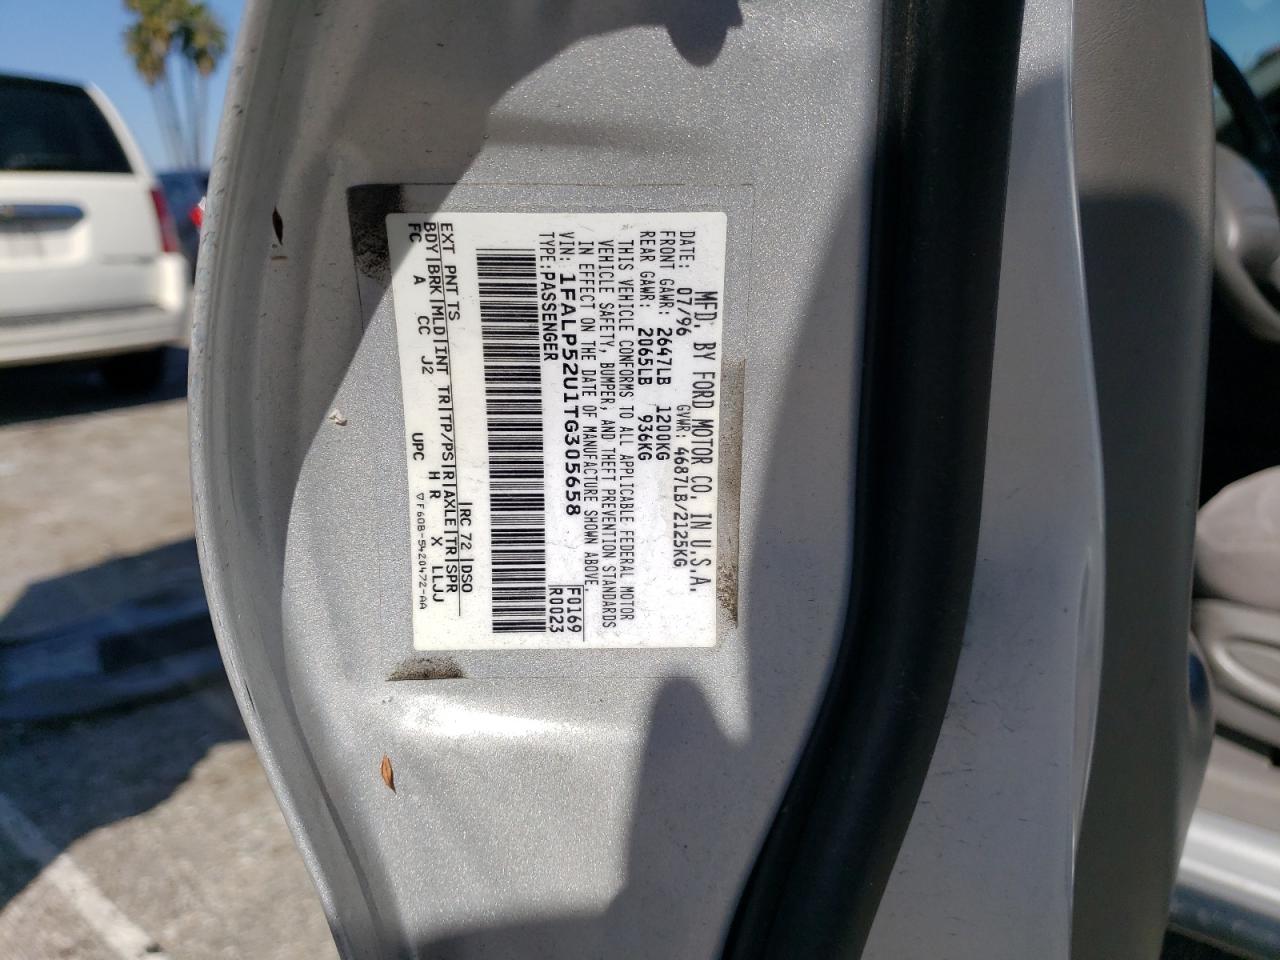 MFD. BY FORD MOTOR CO. IN U.S.A.
DATE: 07/96 GVWR: 4687LB/2125KG
FRONT GAWR: 2647LB 1200KG
REAR GAWR: 2065LB 936KG
THIS VEHICLE CONFORMS TO ALL APPLICABLE FEDERAL MOTOR
VEHICLE SAFETY, BUMPER, AND THEFT PREVENTION STANDARDS
IN EFFECT ON THE DATE OF MANUFACTURE SHOWN ABOVE.
VIN: 1FALP52U1TG305658 F0169
TYPE: PASSENGER R0023
EXT PNT TS RC 72 DSO
BDY BRK MLD INT TR TP/PS R AXLE TR SPR
FC A CC J2 H R X LLJJ
UPC ▽F60B-5420472-AA